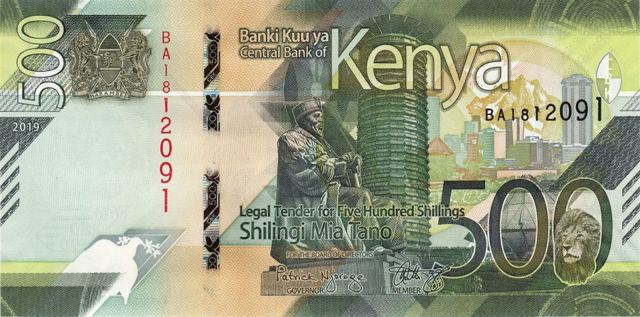 500
2019
HARAMBEE
BA1812091
Banki Kuu ya
Central Bank of
Kenya
BA1812091
Legal Tender for Five Hundred Shillings
Shilingi Mia Tano
FOR THE BOARD OF DIRECTORS
Patrick Njoroge
GOVERNOR
MEMBER
500